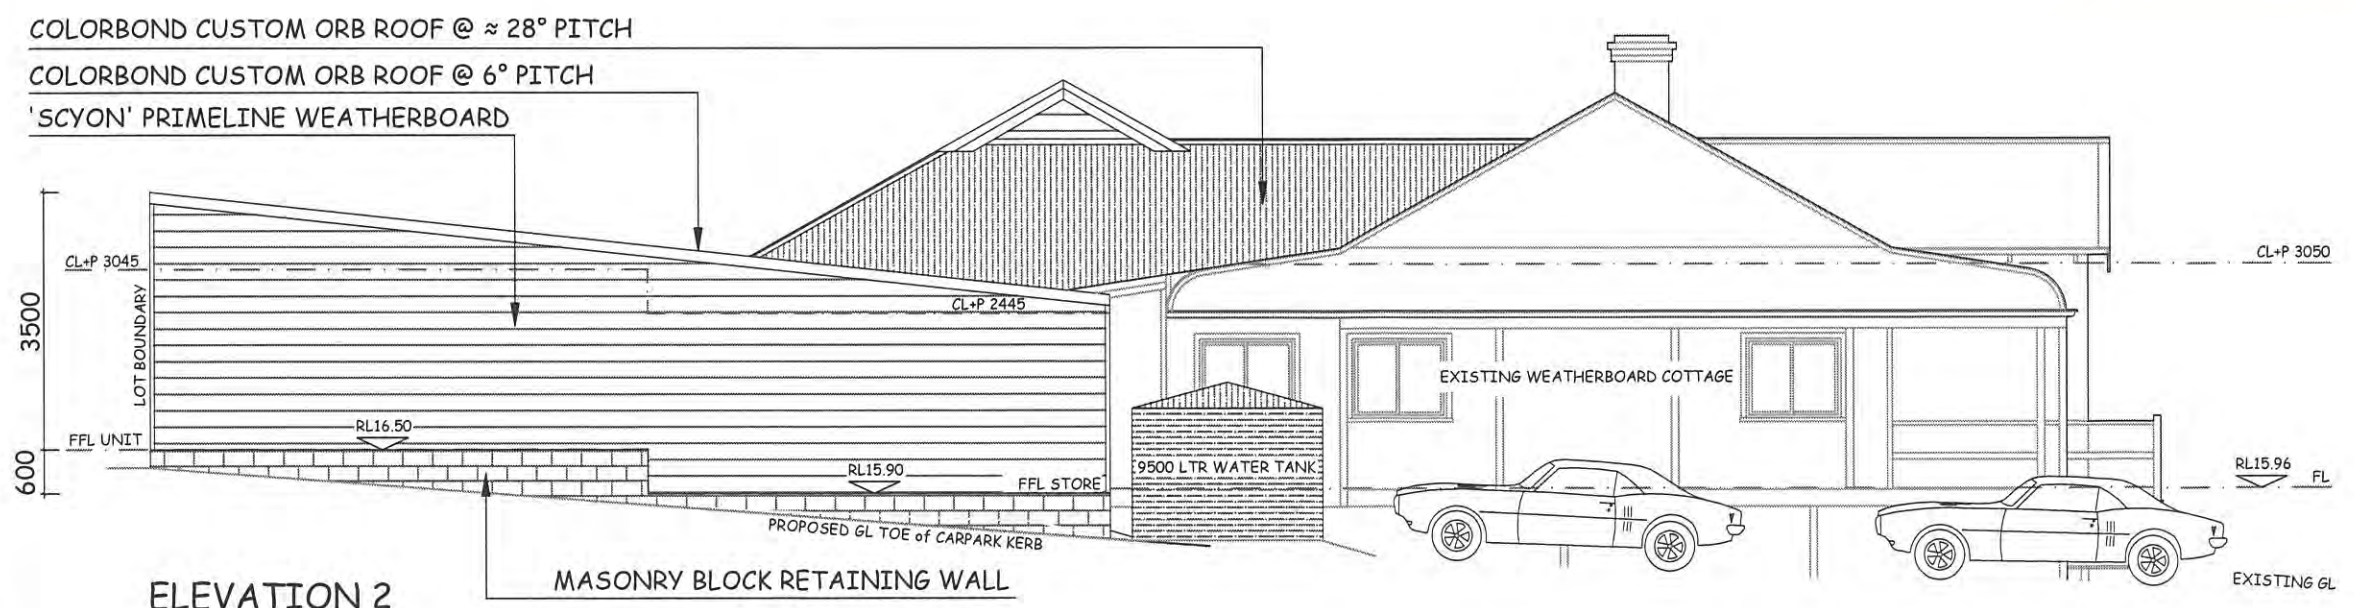 COLORBOND CUSTOM ORB ROOF @ ≈ 28° PITCH
COLORBOND CUSTOM ORB ROOF @ 6° PITCH
'SCYON' PRIMELINE WEATHERBOARD
CL+P 3045
CL+P 3050
3500
LOT BOUNDARY
CL+P 2445
EXISTING WEATHERBOARD COTTAGE
RL16.50
FFL UNIT
600
RL15.90
FFL STORE
9500 LTR WATER TANK
RL15.96
FL
PROPOSED GL TOE of CARPARK KERB
MASONRY BLOCK RETAINING WALL
EXISTING GL
ELEVATION 2